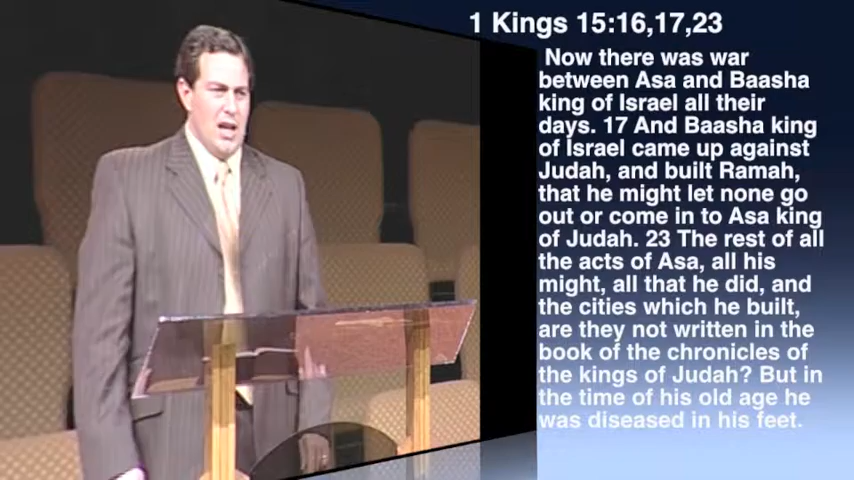 1 Kings 15:16,17,23
Now there was war
between Asa and Baasha
king of Israel all their
days. 17 And Baasha king
of Israel came up against
Judah, and built Ramah,
that he might let none go
out or come in to Asa king
of Judah. 23 The rest of all
the acts of Asa, all his
might, all that he did, and
the cities which he built,
are they not written in the
book of the chronicles of
the kings of Judah? But in
the time of his old age he
was diseased in his feet.